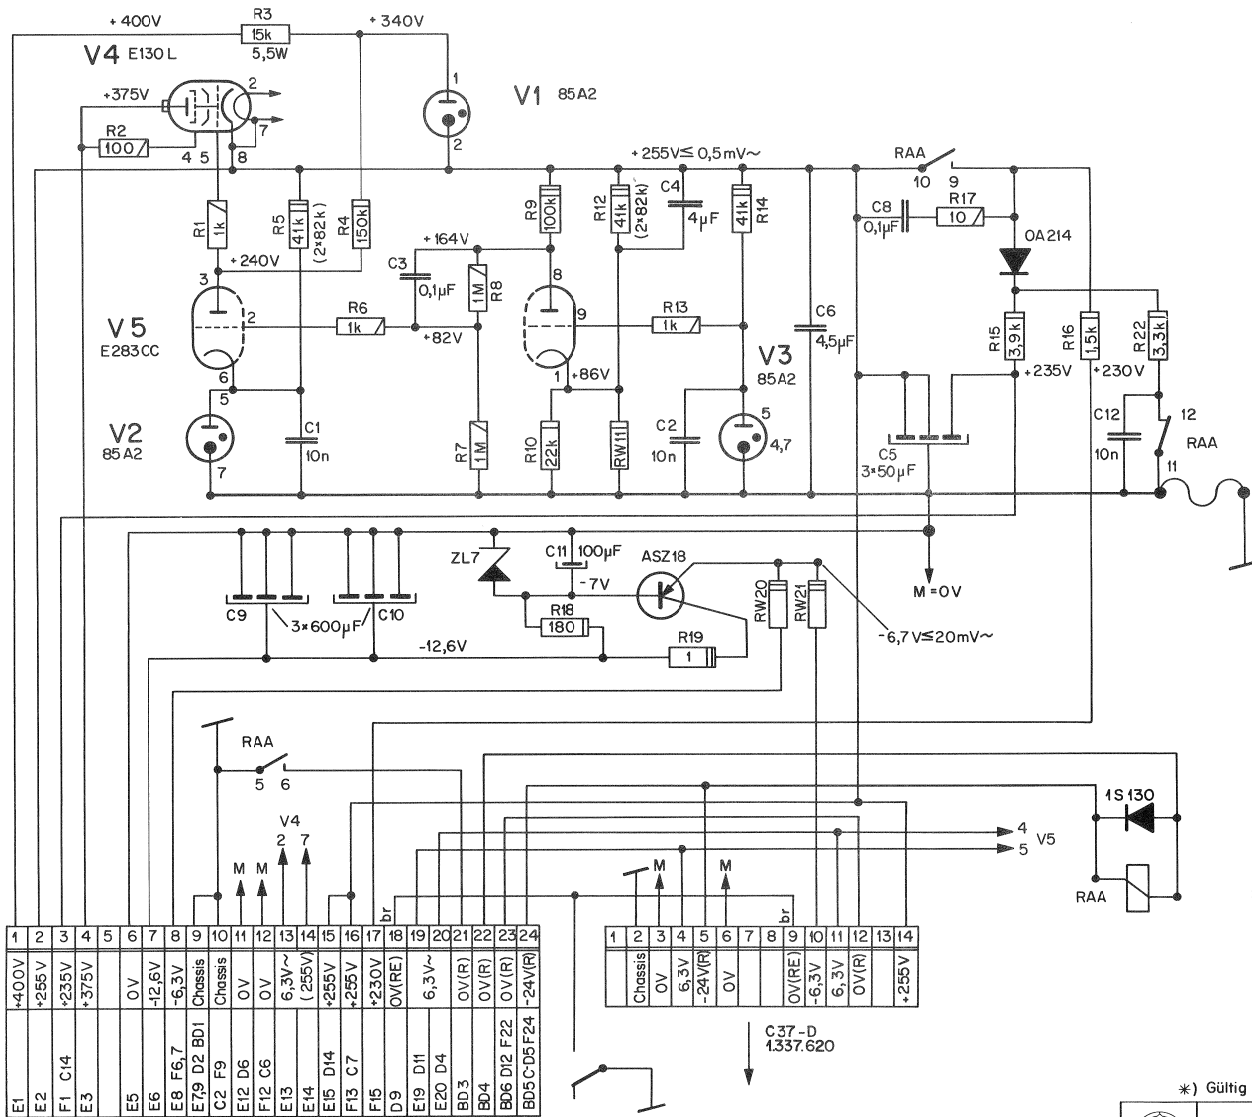 +400V
R3
15k
5,5W
+340V
V4 E130L
+375V
2
7
R2
100
4 5 8
1
2
V1 85A2
+255V≤0,5mV~
RAA
10 9
R1
1k
R5
41k
(2*82k)
R4
150k
R9
100k
R12
41k
(2*82k)
C4
4µF
R14
41k
C8
0,1µF
R17
10
OA214
+240V
+164V
C3
0,1µF
R8
1M
3
2
6
V5
E283CC
R6
1k
+82V
8
9
1
+86V
R13
1k
V3
85A2
C6
4,5µF
R15
3,9k
+235V
R16
1,5k
+230V
R22
3,3k
5
7
V2
85A2
C1
10n
R7
1M
R10
22k
RW11
C2
10n
5
4,7
C5
3*50µF
C12
10n
12
RAA
11
C9
3*600µF
C10
ZL7
C11
100µF
-7V
R18
180
ASZ18
R19
1
RW20
RW21
M=0V
-6,7V≤20mV~
-12,6V
RAA
5 6
V4
2 7
M M
M M
4
5
V5
1S130
RAA
br
br
1 2 3 4 5 6 7 8 9 10 11 12 13 14 15 16 17 18 19 20 21 22 23 24
+400V
+255V
+235V
+375V
0V
-12,6V
-6,3V
Chassis
Chassis
0V
0V
6,3V~
(255V)
+255V
+255V
+230V
0V(RE)
6,3V~
0V(R)
0V(R)
0V(R)
-24V(R)
E1
E2
F1 C14
E3
E5
E6
E8 F6,7
E7,9 D2 BD1
C2 F9
E12 D6
F12 C6
E13
E14
E15 D14
F13 C7
F15
D9
E19 D11
E20 D4
BD3
BD4
BD6 D12 F22
BD5 C-D5 F24
1 2 3 4 5 6 7 8 9 10 11 12 13 14
Chassis
0V
6,3V
-24V(R)
0V
0V(RE)
-6,3V
6,3V
0V(R)
+255V
C37-D
1.337.620
*) Gültig